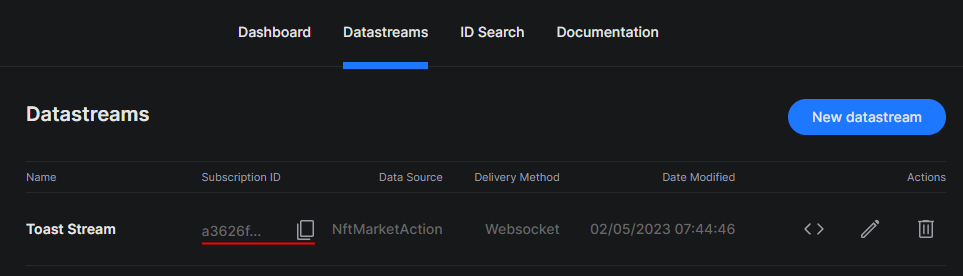 Dashboard Datastreams ID Search Documentation
Datastreams New datastream
Name Subscription ID Data Source Delivery Method Date Modified Actions
Toast Stream a3626f... NftMarketAction Websocket 02/05/2023 07:44:46